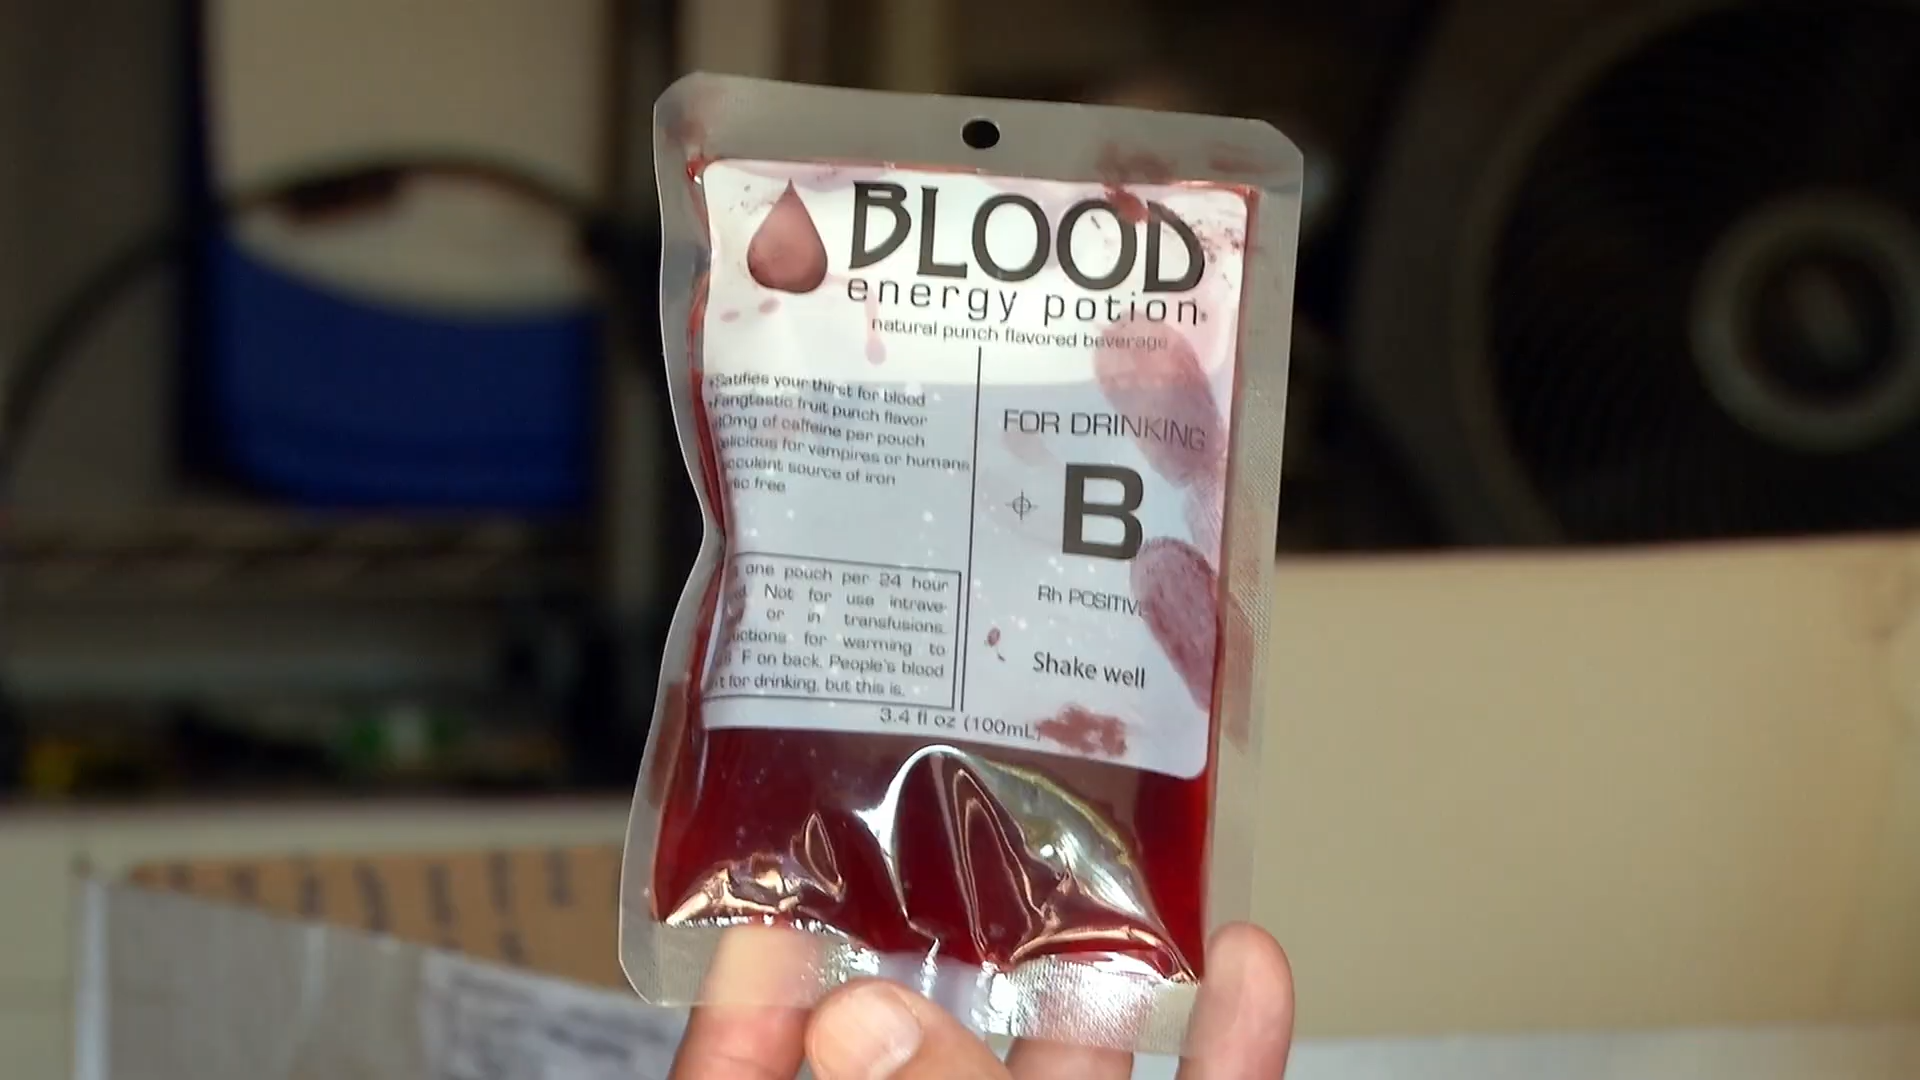 BLOOD
energy potion
natural punch flavored beverage
•Satifies your thirst for blood
•Fangtastic fruit punch flavor
mg of caffeine per pouch
for vampires or humans
source of iron
free
one pouch per 24 hour
Not for use intrave-
or in transfusions.
for warming to
F on back. People's blood
for drinking, but this is.
3.4 fl oz (100mL)
FOR DRINKING
B
Rh POSITIVE
Shake well